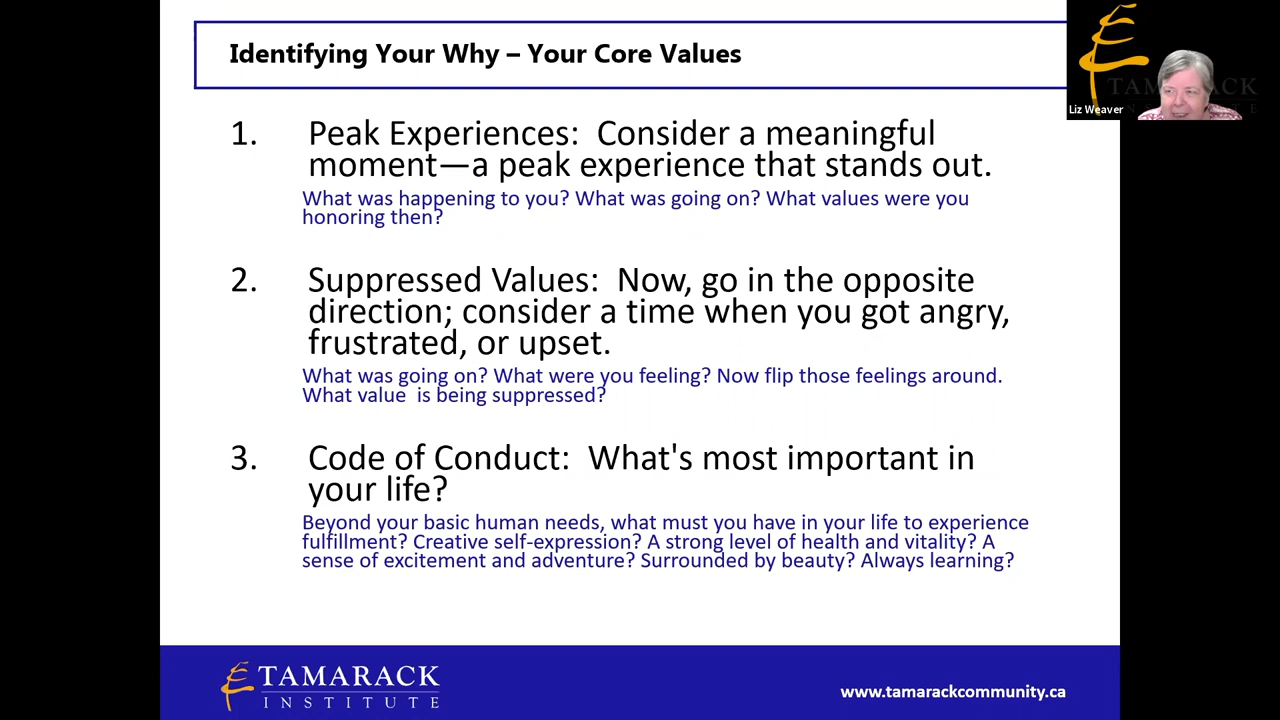 Identifying Your Why – Your Core Values
TAMARACK
INSTITUTE
Liz Weaver
1. Peak Experiences: Consider a meaningful
moment—a peak experience that stands out.
What was happening to you? What was going on? What values were you
honoring then?
2. Suppressed Values: Now, go in the opposite
direction; consider a time when you got angry,
frustrated, or upset.
What was going on? What were you feeling? Now flip those feelings around.
What value  is being suppressed?
3. Code of Conduct: What's most important in
your life?
Beyond your basic human needs, what must you have in your life to experience
fulfillment? Creative self-expression? A strong level of health and vitality? A
sense of excitement and adventure? Surrounded by beauty? Always learning?
TAMARACK
INSTITUTE
www.tamarackcommunity.ca